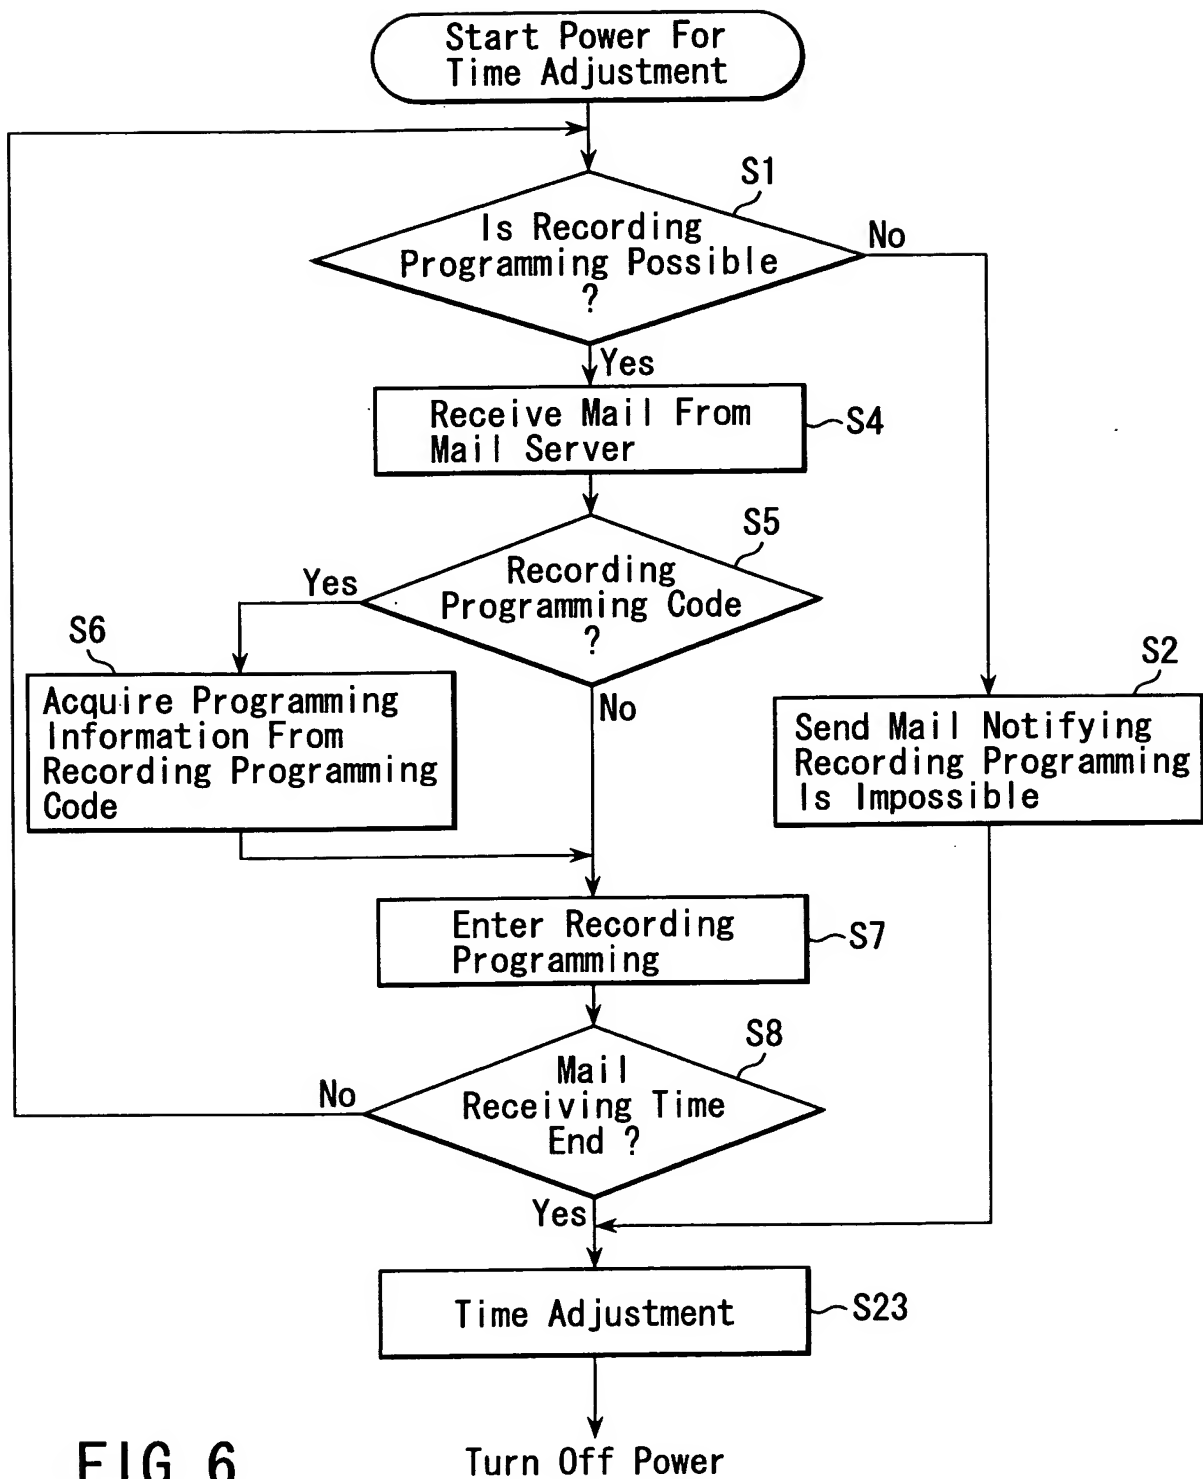 Start Power For
Time Adjustment
S1
Is Recording
Programming Possible
?
No
Yes
Receive Mail From
Mail Server
S4
S5
Recording
Programming Code
?
Yes
No
S6
Acquire Programming
Information From
Recording Programming
Code
S2
Send Mail Notifying
Recording Programming
Is Impossible
Enter Recording
Programming
S7
S8
Mail
Receiving Time
End ?
No
Yes
Time Adjustment
S23
Turn Off Power
FIG. 6